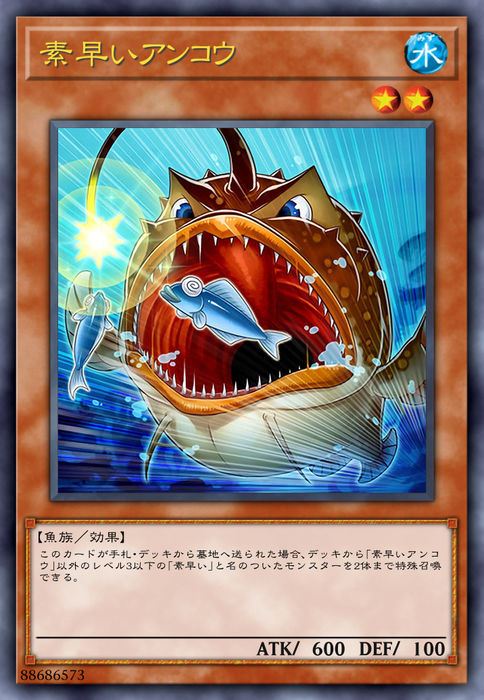 素早いアンコウ
みず
水
【魚族／効果】
このカードが手札・デッキから墓地へ送られた場合、デッキから「素早いアンコ
ウ」以外のレベル3以下の「素早い」と名のついたモンスターを2体まで特殊召喚
できる。
ATK/ 600 DEF/ 100
88686573